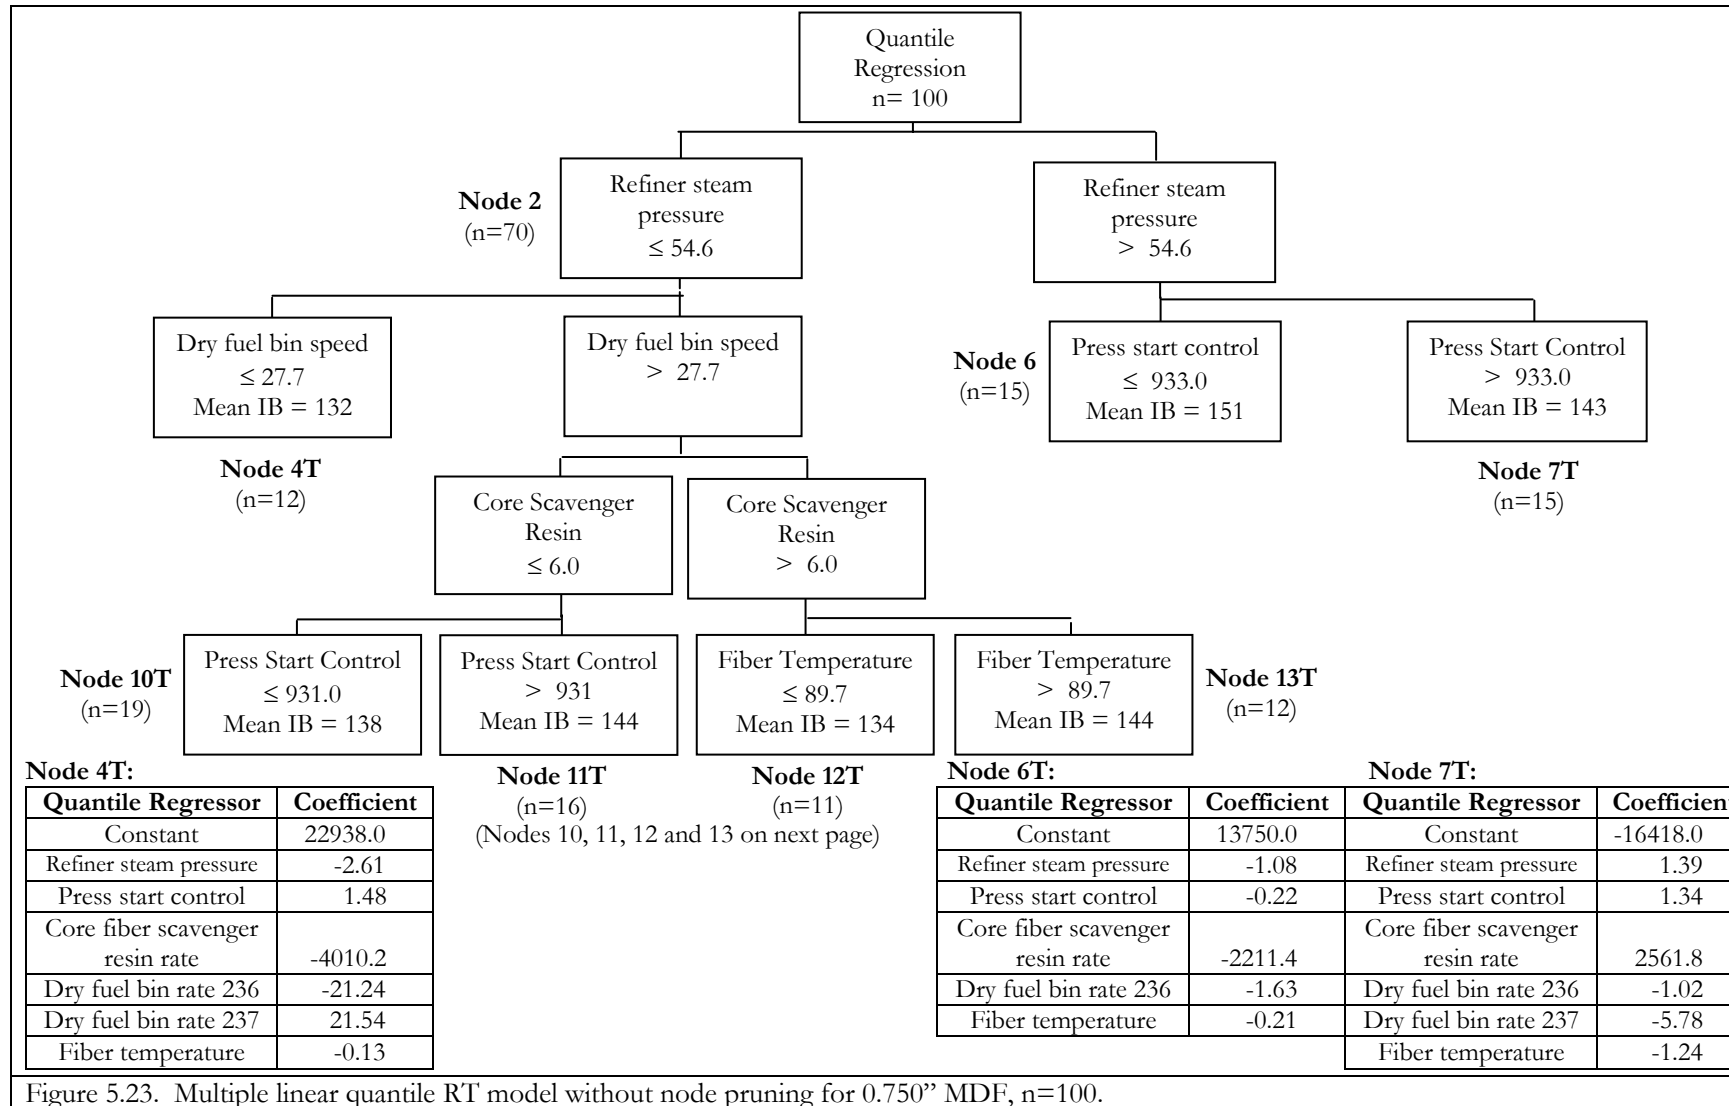 Quantile
Regression
n= 100
Node 2
(n=70)
Refiner steam
pressure
≤ 54.6
Refiner steam
pressure
> 54.6
Dry fuel bin speed
≤ 27.7
Mean IB = 132
Dry fuel bin speed
> 27.7
Node 6
(n=15)
Press start control
≤ 933.0
Mean IB = 151
Press Start Control
> 933.0
Mean IB = 143
Node 4T
(n=12)
Node 7T
(n=15)
Core Scavenger
Resin
≤ 6.0
Core Scavenger
Resin
> 6.0
Node 10T
(n=19)
Press Start Control
≤ 931.0
Mean IB = 138
Press Start Control
> 931
Mean IB = 144
Fiber Temperature
≤ 89.7
Mean IB = 134
Fiber Temperature
> 89.7
Mean IB = 144
Node 13T
(n=12)
Node 11T
(n=16)
Node 12T
(n=11)
(Nodes 10, 11, 12 and 13 on next page)
Node 4T:
Quantile Regressor Coefficient
Constant 22938.0
Refiner steam pressure -2.61
Press start control 1.48
Core fiber scavenger
resin rate -4010.2
Dry fuel bin rate 236 -21.24
Dry fuel bin rate 237 21.54
Fiber temperature -0.13
Node 6T:
Quantile Regressor Coefficient
Constant 13750.0
Refiner steam pressure -1.08
Press start control -0.22
Core fiber scavenger
resin rate -2211.4
Dry fuel bin rate 236 -1.63
Fiber temperature -0.21
Node 7T:
Quantile Regressor Coefficient
Constant -16418.0
Refiner steam pressure 1.39
Press start control 1.34
Core fiber scavenger
resin rate 2561.8
Dry fuel bin rate 236 -1.02
Dry fuel bin rate 237 -5.78
Fiber temperature -1.24
Figure 5.23. Multiple linear quantile RT model without node pruning for 0.750” MDF, n=100.